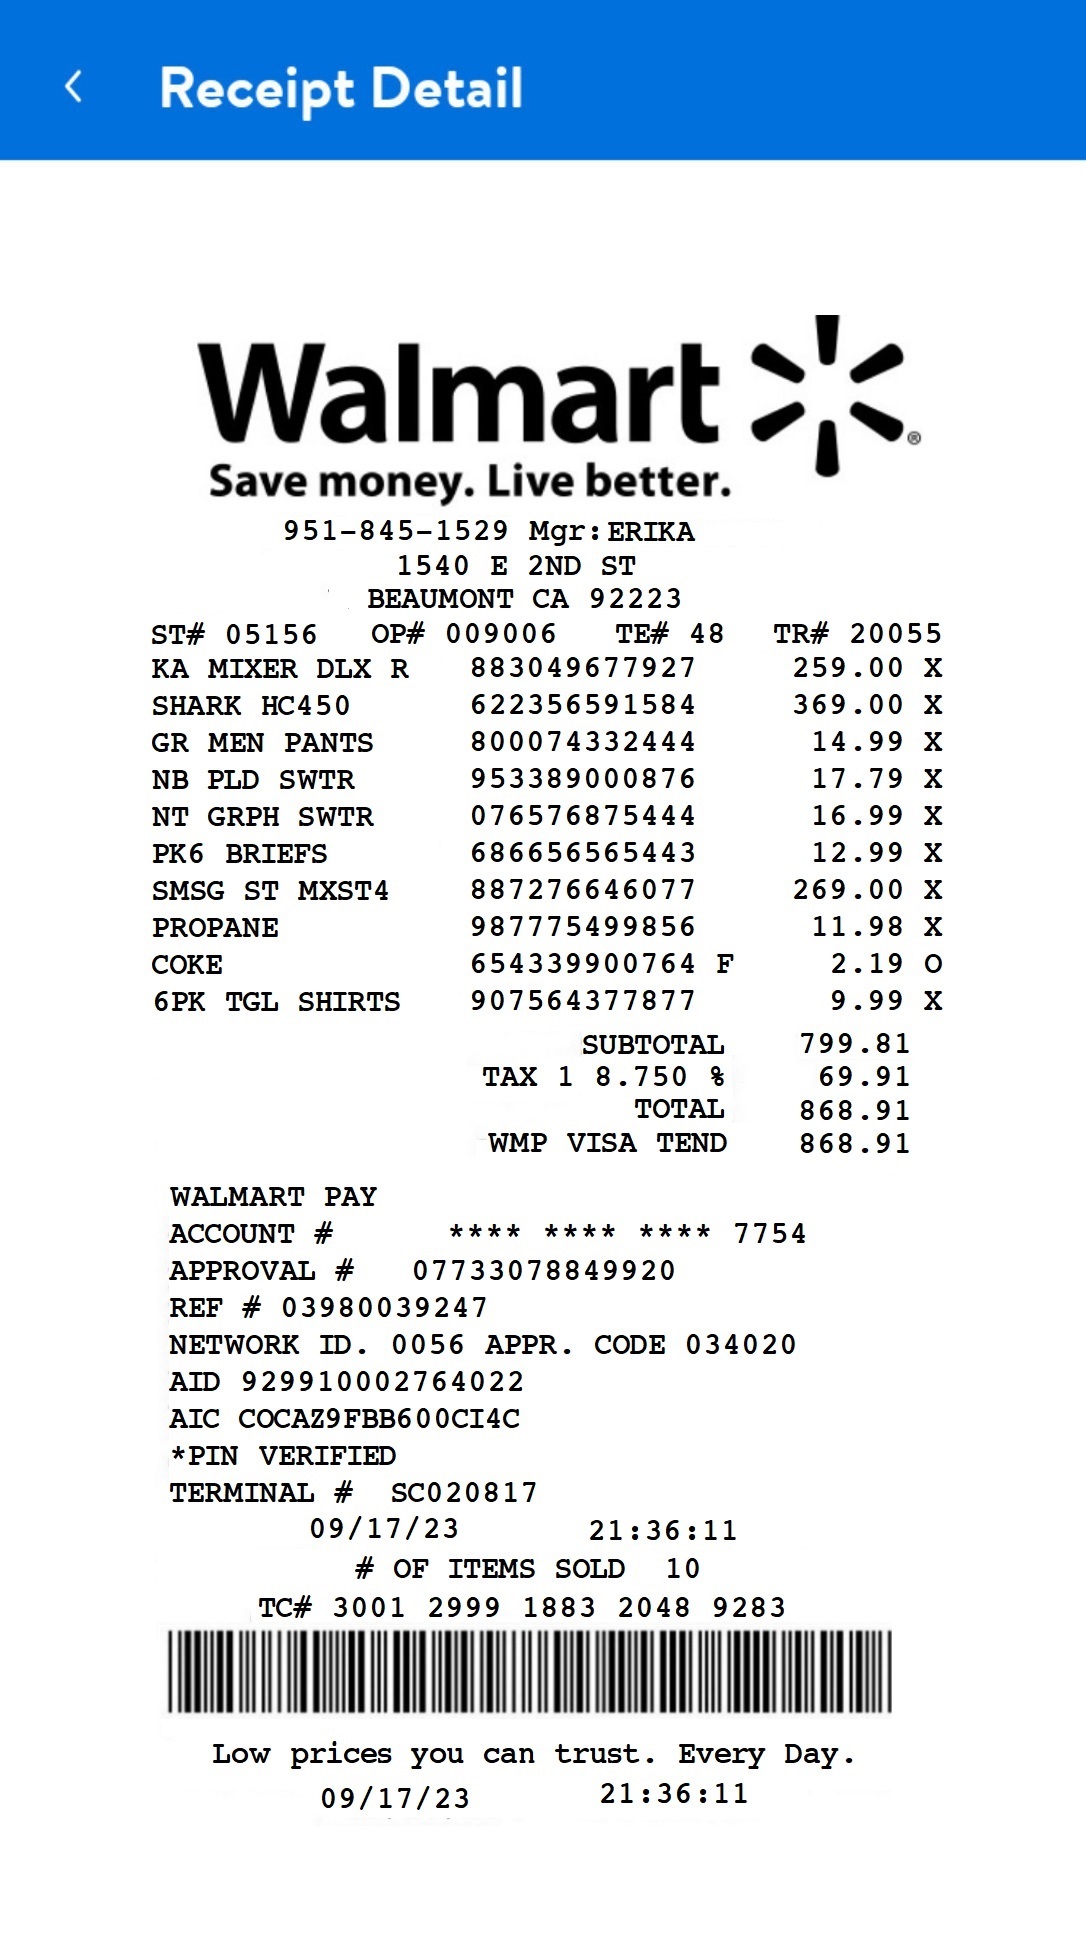 Receipt Detail
Walmart
Save money. Live better.
951-845-1529 Mgr:ERIKA
1540 E 2ND ST
BEAUMONT CA 92223
ST# 05156 OP# 009006 TE# 48 TR# 20055
KA MIXER DLX R 883049677927 259.00 X
SHARK HC450 622356591584 369.00 X
GR MEN PANTS 800074332444 14.99 X
NB PLD SWTR 953389000876 17.79 X
NT GRPH SWTR 076576875444 16.99 X
PK6 BRIEFS 686656565443 12.99 X
SMSG ST MXST4 887276646077 269.00 X
PROPANE 987775499856 11.98 X
COKE 654339900764 F 2.19 O
6PK TGL SHIRTS 907564377877 9.99 X
SUBTOTAL 799.81
TAX 1 8.750 % 69.91
TOTAL 868.91
WMP VISA TEND 868.91
WALMART PAY
ACCOUNT # **** **** **** 7754
APPROVAL # 07733078849920
REF # 03980039247
NETWORK ID. 0056 APPR. CODE 034020
AID 929910002764022
AIC COCAZ9FBB600CI4C
*PIN VERIFIED
TERMINAL # SC020817
09/17/23 21:36:11
# OF ITEMS SOLD 10
TC# 3001 2999 1883 2048 9283
Low prices you can trust. Every Day.
09/17/23 21:36:11